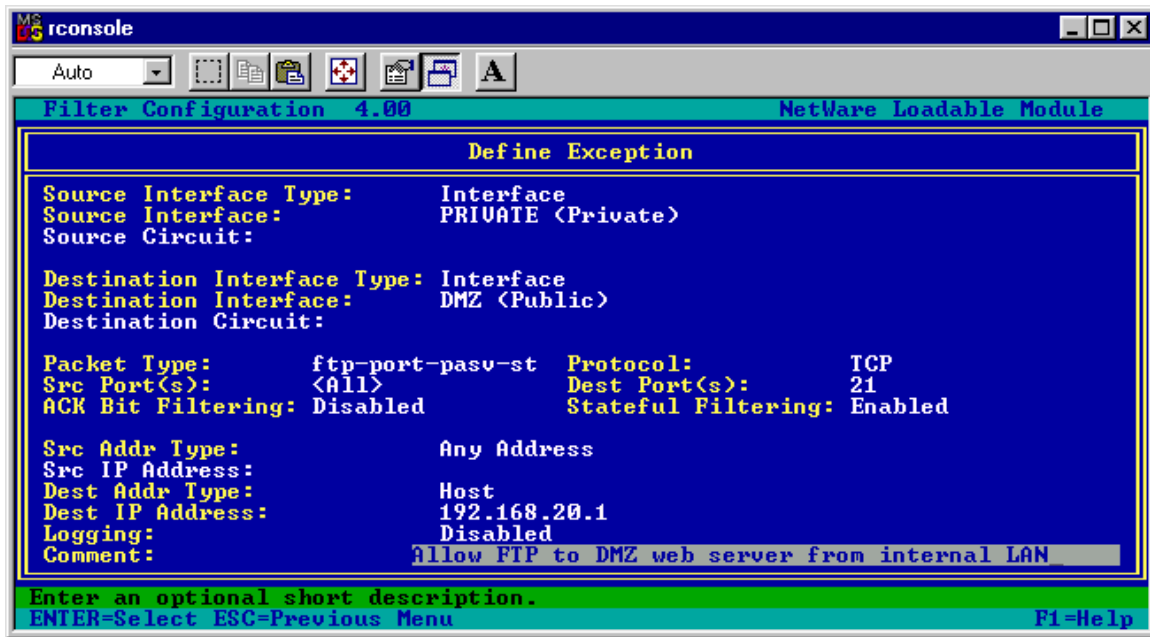 rconsole
Auto
A
Filter Configuration 4.00 NetWare Loadable Module
Define Exception
Source Interface Type: Interface
Source Interface: PRIVATE (Private)
Source Circuit:
Destination Interface Type: Interface
Destination Interface: DMZ (Public)
Destination Circuit:
Packet Type: ftp-port-pasv-st Protocol: TCP
Src Port(s): <All> Dest Port(s): 21
ACK Bit Filtering: Disabled Stateful Filtering: Enabled
Src Addr Type: Any Address
Src IP Address:
Dest Addr Type: Host
Dest IP Address: 192.168.20.1
Logging: Disabled
Comment: Allow FTP to DMZ web server from internal LAN_
Enter an optional short description.
ENTER=Select ESC=Previous Menu F1=Help